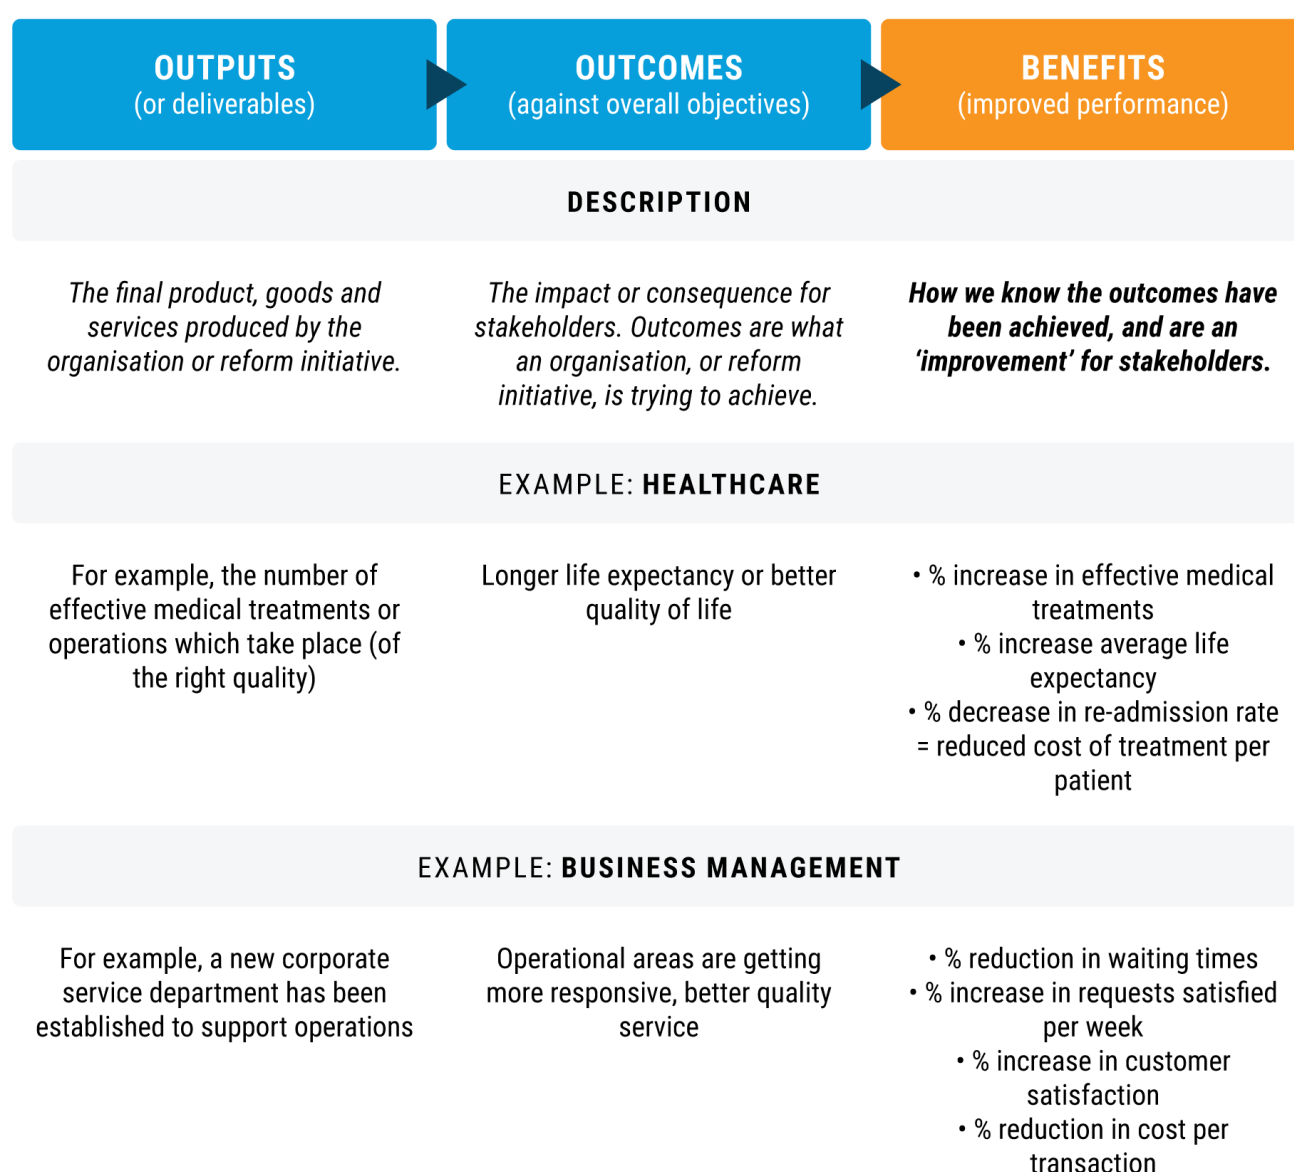 OUTPUTS
(or deliverables)
OUTCOMES
(against overall objectives)
BENEFITS
(improved performance)
DESCRIPTION
The final product, goods and
services produced by the
organisation or reform initiative.
The impact or consequence for
stakeholders. Outcomes are what
an organisation, or reform
initiative, is trying to achieve.
How we know the outcomes have
been achieved, and are an
‘improvement’ for stakeholders.
EXAMPLE: HEALTHCARE
For example, the number of
effective medical treatments or
operations which take place (of
the right quality)
Longer life expectancy or better
quality of life
• % increase in effective medical
treatments
• % increase average life
expectancy
• % decrease in re-admission rate
= reduced cost of treatment per
patient
EXAMPLE: BUSINESS MANAGEMENT
For example, a new corporate
service department has been
established to support operations
Operational areas are getting
more responsive, better quality
service
• % reduction in waiting times
• % increase in requests satisfied
per week
• % increase in customer
satisfaction
• % reduction in cost per
transaction